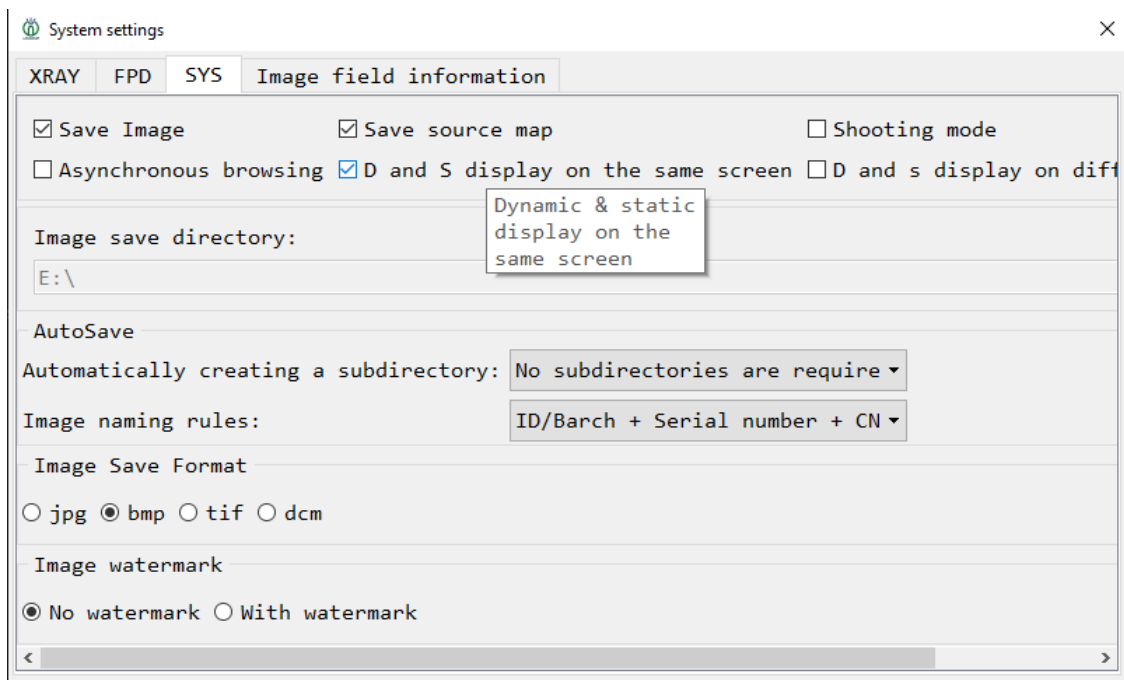 System settings
XRAY FPD SYS Image field information
Save Image Save source map Shooting mode
Asynchronous browsing D and S display on the same screen D and s display on diff
Dynamic & static
display on the
same screen
Image save directory:
E:\
AutoSave
Automatically creating a subdirectory: No subdirectories are require
Image naming rules: ID/Barch + Serial number + CN
Image Save Format
jpg bmp tif dcm
Image watermark
No watermark With watermark